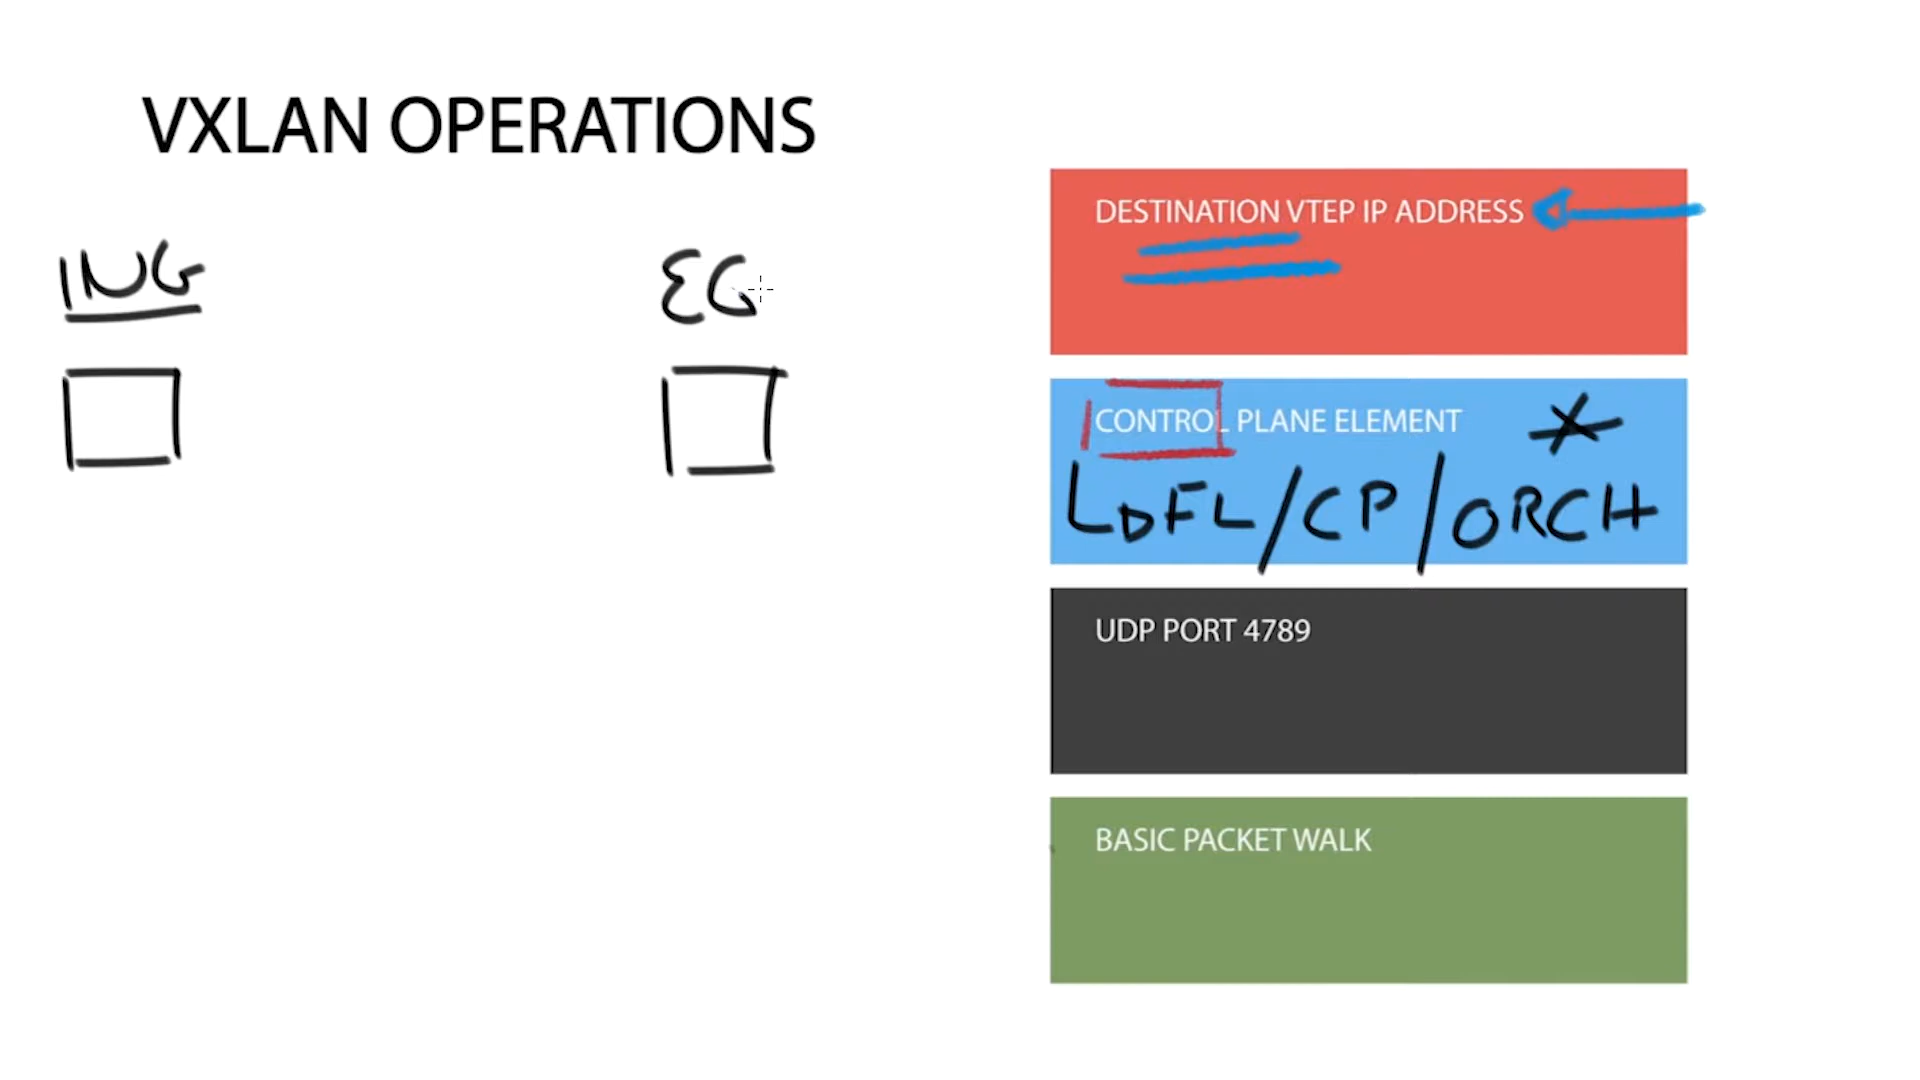 VXLAN OPERATIONS
ING
EG
DESTINATION VTEP IP ADDRESS
CONTROL PLANE ELEMENT
LDFL/CP/ORCH
UDP PORT 4789
BASIC PACKET WALK